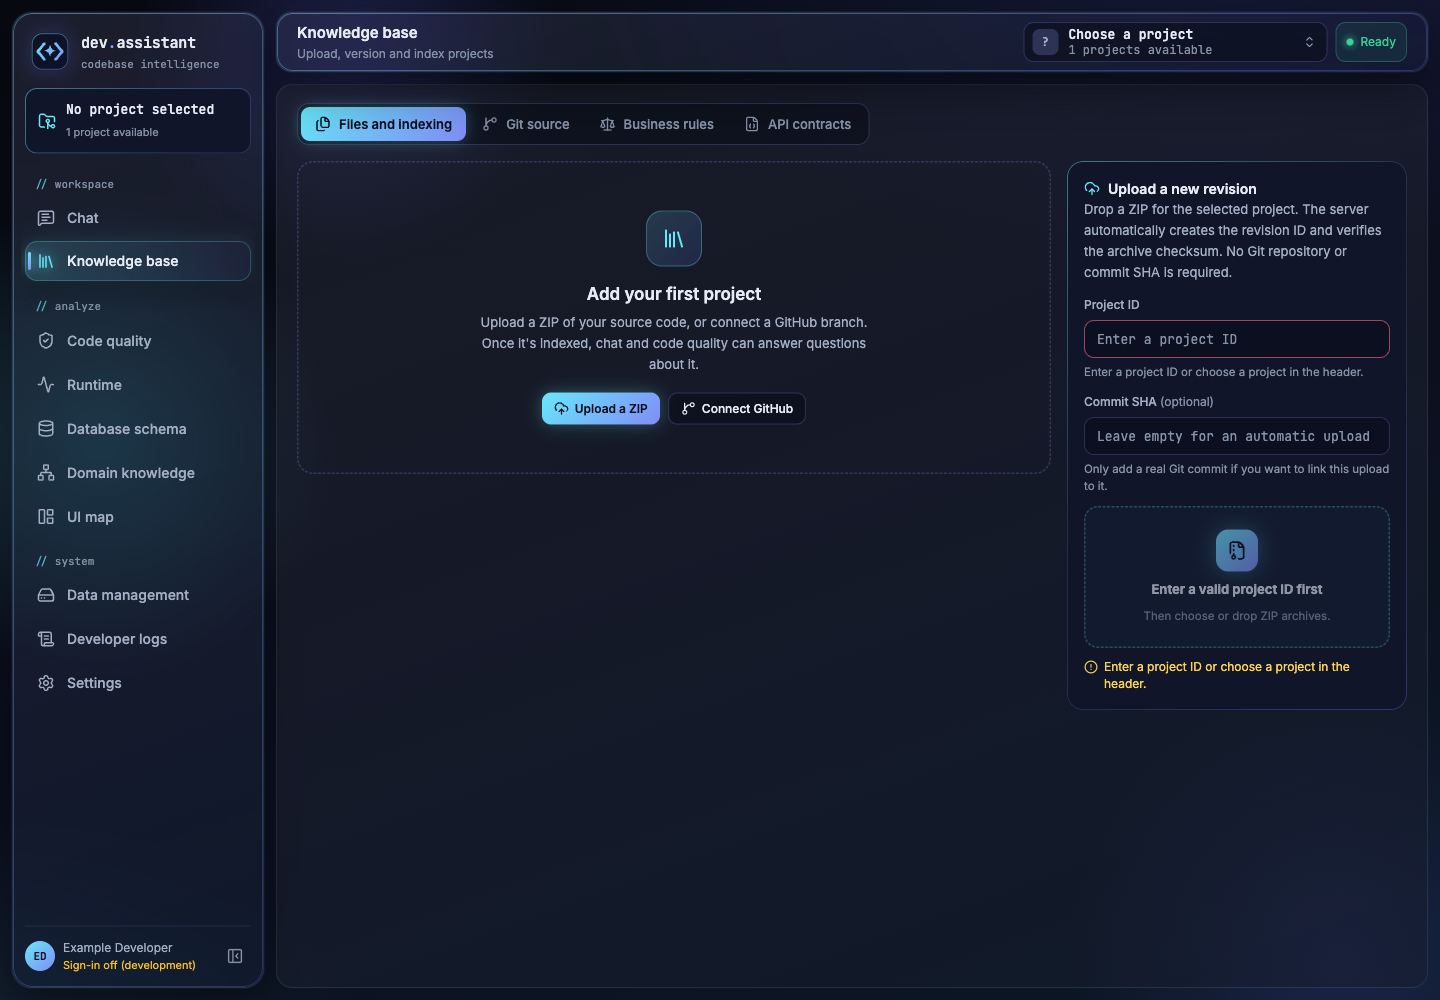 dev.assistant
codebase intelligence
No project selected
1 project available
// workspace
Chat
Knowledge base
// analyze
Code quality
Runtime
Database schema
Domain knowledge
UI map
// system
Data management
Developer logs
Settings
ED
Example Developer
Sign-in off (development)
Knowledge base
Upload, version and index projects
?
Choose a project
1 projects available
Ready
Files and indexing
Git source
Business rules
API contracts
Add your first project
Upload a ZIP of your source code, or connect a GitHub branch.
Once it's indexed, chat and code quality can answer questions
about it.
Upload a ZIP
Connect GitHub
Upload a new revision
Drop a ZIP for the selected project. The server
automatically creates the revision ID and verifies
the archive checksum. No Git repository or
commit SHA is required.
Project ID
Enter a project ID
Enter a project ID or choose a project in the header.
Commit SHA (optional)
Leave empty for an automatic upload
Only add a real Git commit if you want to link this upload
to it.
Enter a valid project ID first
Then choose or drop ZIP archives.
Enter a project ID or choose a project in the
header.